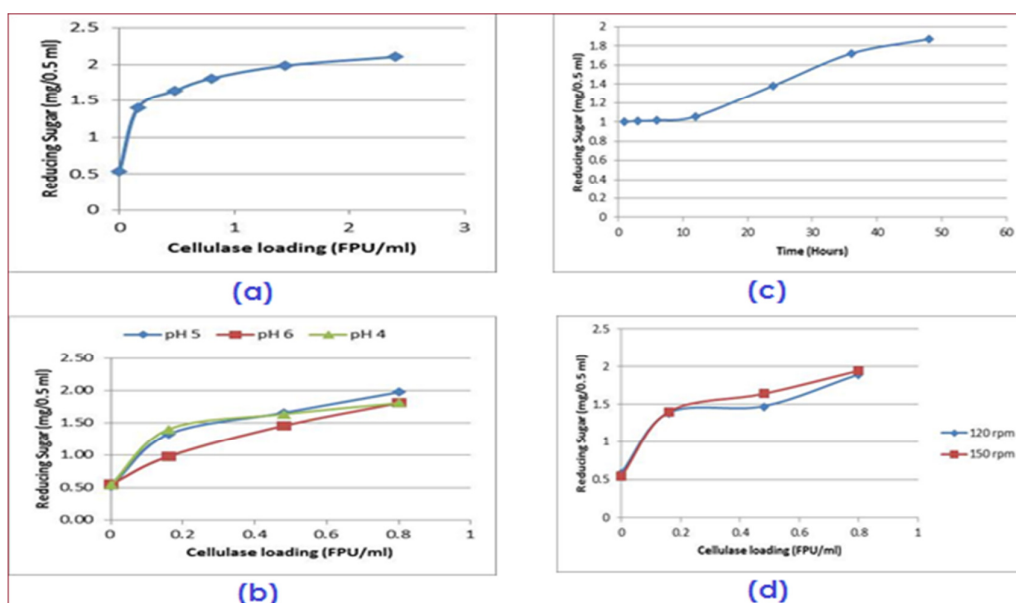 Reducing Sugar (mg/0.5 ml)
2.5
2
1.5
1
0.5
0
0 1 2 3
Cellulase loading (FPU/ml)
(a)
Reducing Sugar (mg/0.5 ml)
2
1.8
1.6
1.4
1.2
1
0.8
0.6
0.4
0.2
0
0 10 20 30 40 50 60
Time (Hours)
(c)
pH 5 pH 6 pH 4
Reducing Sugar (mg/0.5 ml)
2.50
2.00
1.50
1.00
0.50
0.00
0 0.2 0.4 0.6 0.8 1
Cellulase loading (FPU/ml)
(b)
Reducing Sugar (mg/0.5 ml)
2.5
2
1.5
1
0.5
0
0 0.2 0.4 0.6 0.8 1
Cellulase loading (FPU/ml)
120 rpm
150 rpm
(d)